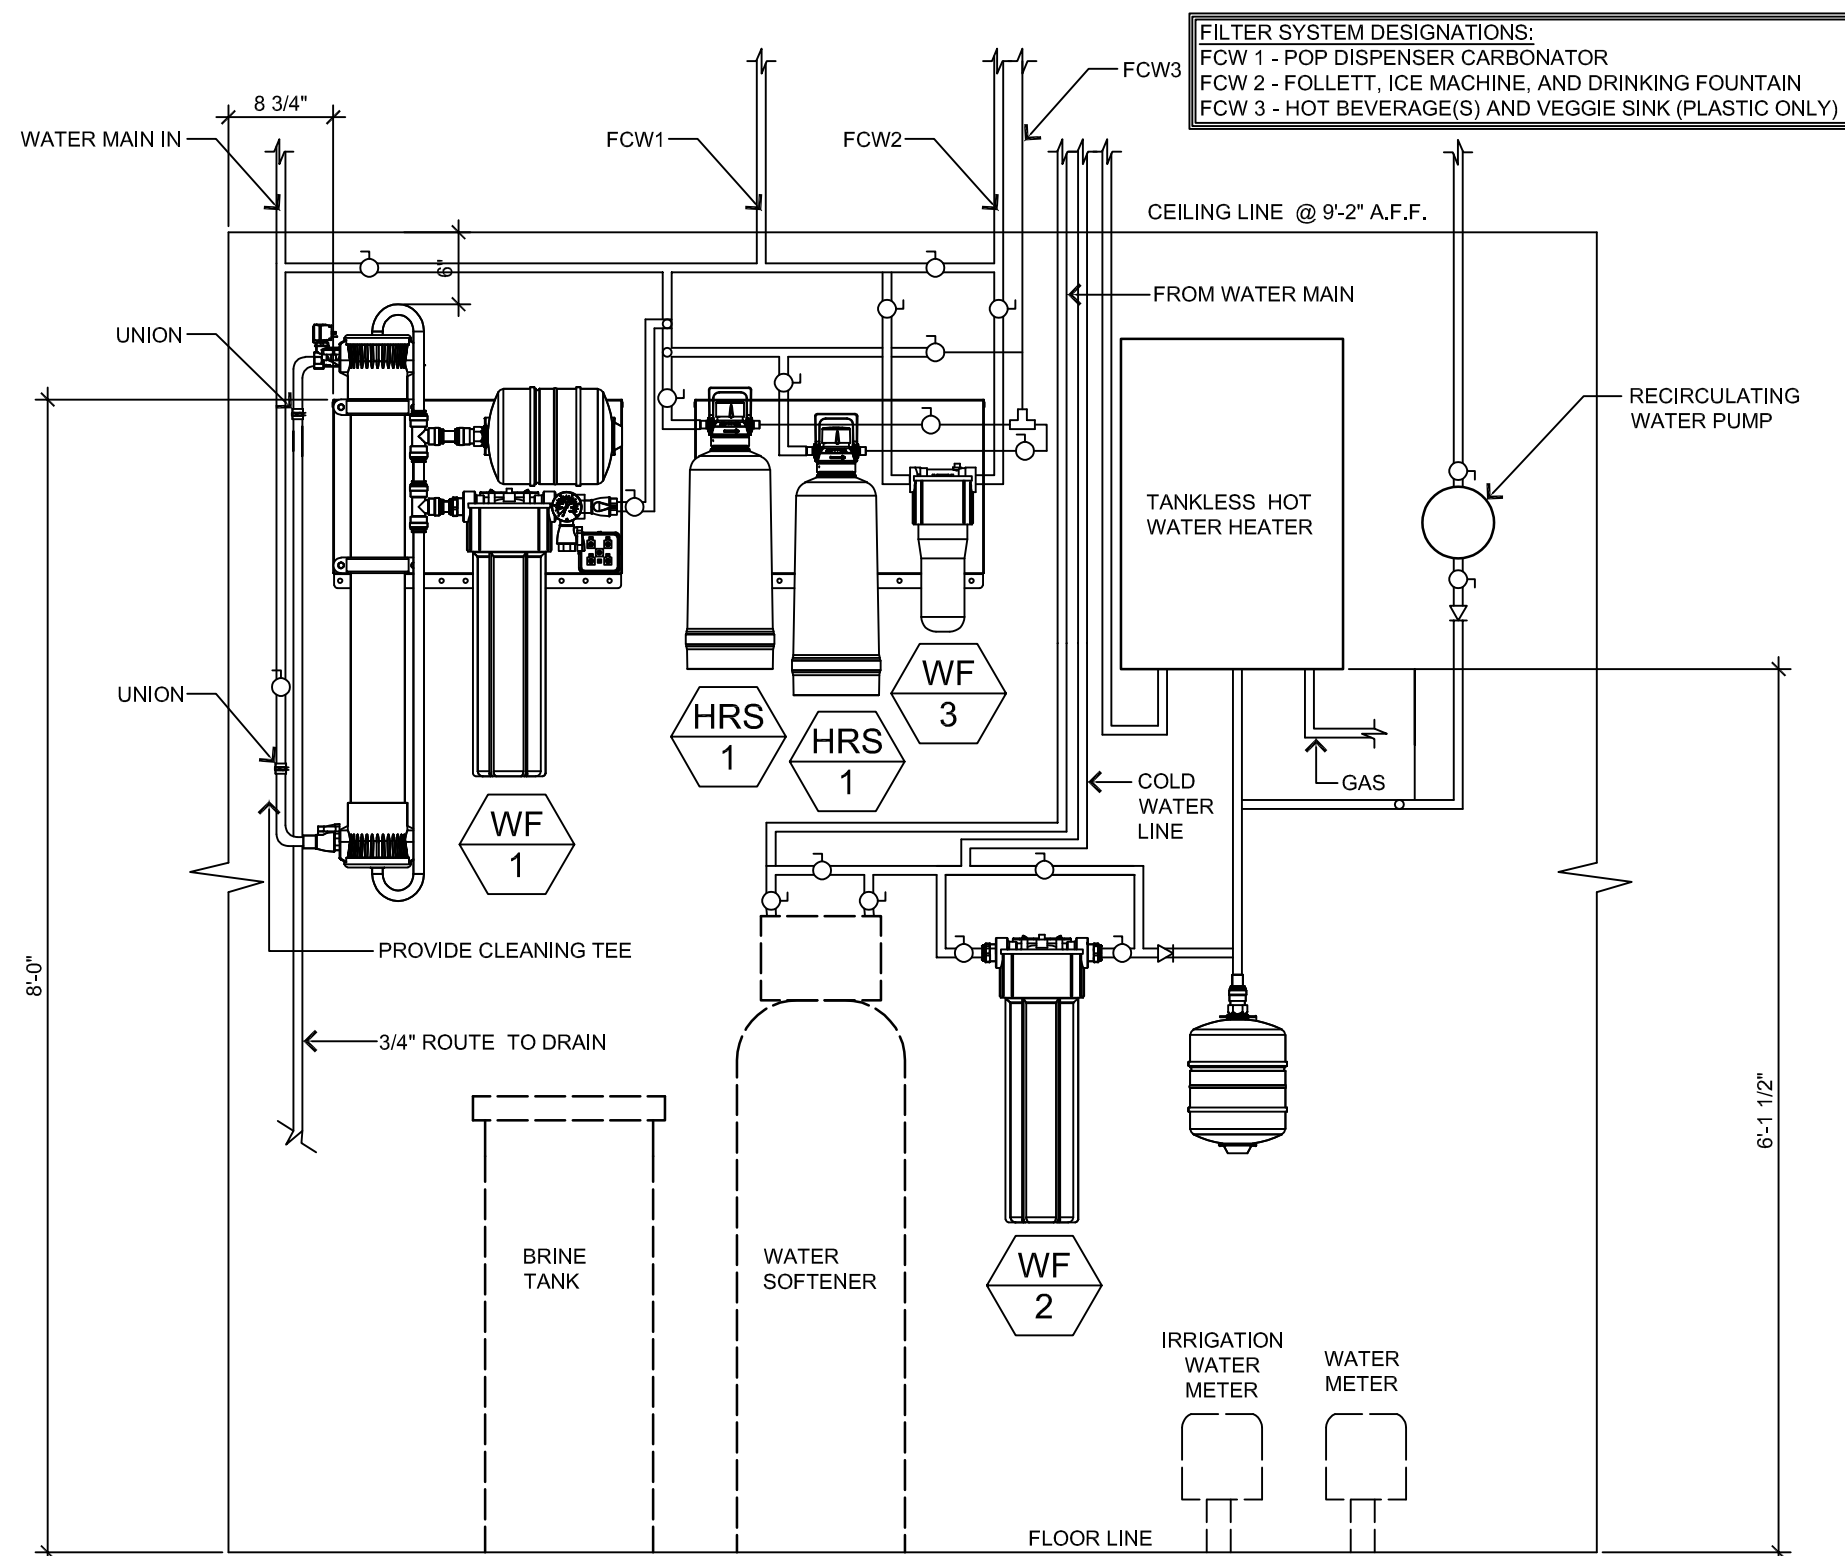 FILTER SYSTEM DESIGNATIONS:
FCW 1 - POP DISPENSER CARBONATOR
FCW 2 - FOLLETT, ICE MACHINE, AND DRINKING FOUNTAIN
FCW 3 - HOT BEVERAGE(S) AND VEGGIE SINK (PLASTIC ONLY)
FCW3
8 3/4"
WATER MAIN IN
FCW1
FCW2
CEILING LINE @ 9'-2" A.F.F.
6"
FROM WATER MAIN
UNION
RECIRCULATING
WATER PUMP
TANKLESS HOT
WATER HEATER
UNION
WF
3
HRS
1
HRS
1
GAS
COLD
WATER
LINE
WF
1
PROVIDE CLEANING TEE
8'-0"
3/4" ROUTE TO DRAIN
6'-1 1/2"
BRINE
TANK
WATER
SOFTENER
WF
2
IRRIGATION
WATER
METER
WATER
METER
FLOOR LINE